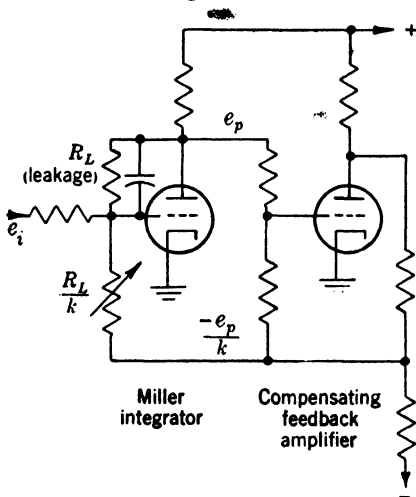 +
e_p
R_L
(leakage)
e_i
R_L
k
-e_p
k
Miller
integrator
Compensating
feedback
amplifier